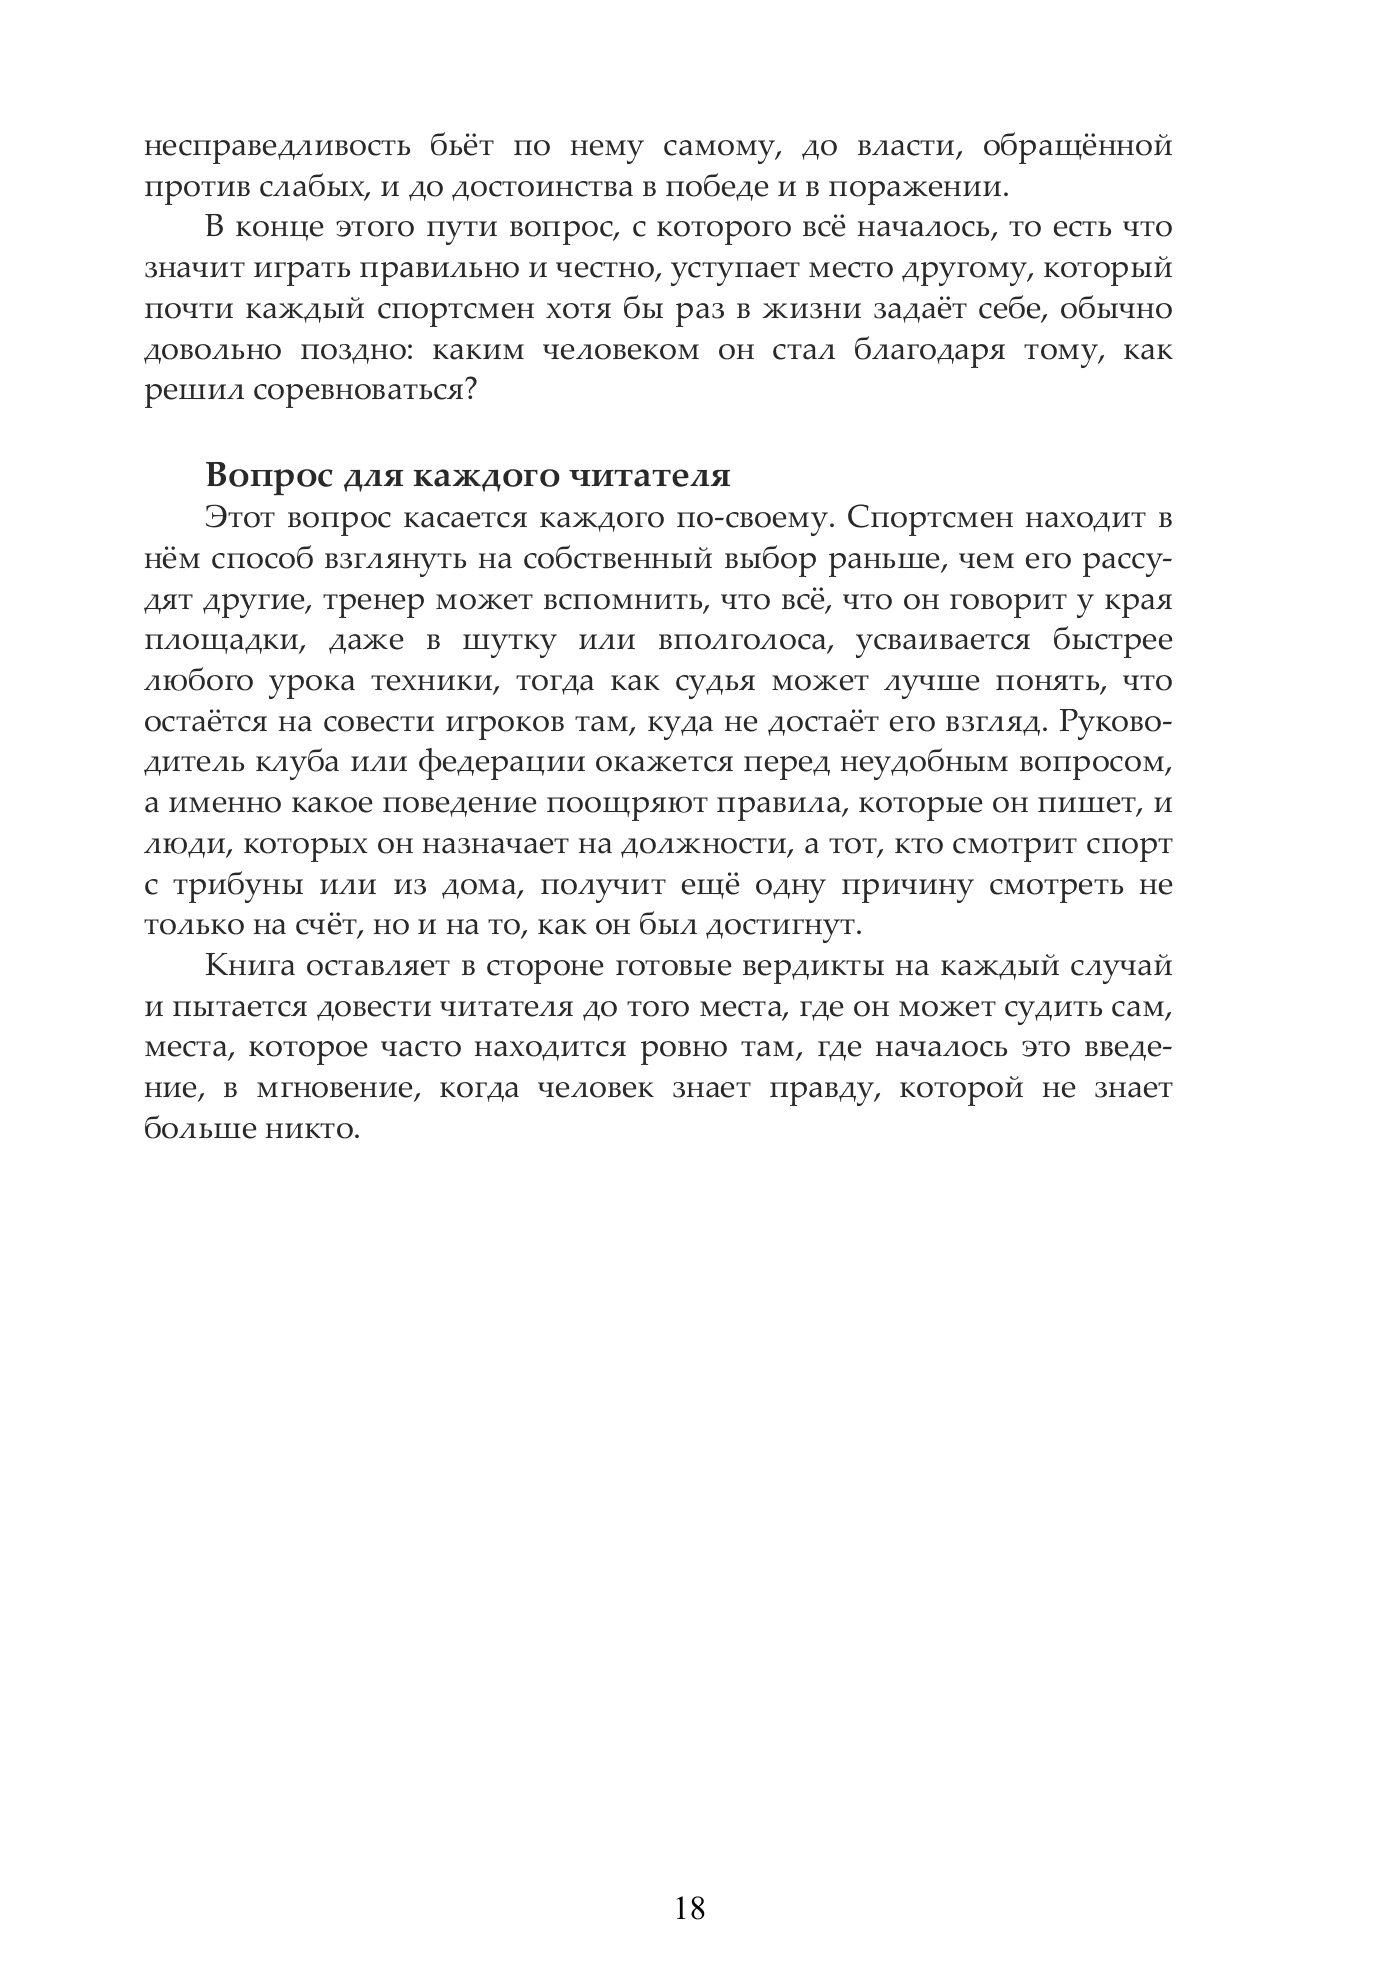 несправедливость бьёт по нему самому, до власти, обращённой
против слабых, и до достоинства в победе и в поражении.
В конце этого пути вопрос, с которого всё началось, то есть что
значит играть правильно и честно, уступает место другому, который
почти каждый спортсмен хотя бы раз в жизни задаёт себе, обычно
довольно поздно: каким человеком он стал благодаря тому, как
решил соревноваться?
Вопрос для каждого читателя
Этот вопрос касается каждого по-своему. Спортсмен находит в
нём способ взглянуть на собственный выбор раньше, чем его рассу-
дят другие, тренер может вспомнить, что всё, что он говорит у края
площадки, даже в шутку или вполголоса, усваивается быстрее
любого урока техники, тогда как судья может лучше понять, что
остаётся на совести игроков там, куда не достаёт его взгляд. Руково-
дитель клуба или федерации окажется перед неудобным вопросом,
а именно какое поведение поощряют правила, которые он пишет, и
люди, которых он назначает на должности, а тот, кто смотрит спорт
с трибуны или из дома, получит ещё одну причину смотреть не
только на счёт, но и на то, как он был достигнут.
Книга оставляет в стороне готовые вердикты на каждый случай
и пытается довести читателя до того места, где он может судить сам,
места, которое часто находится ровно там, где началось это введе-
ние, в мгновение, когда человек знает правду, которой не знает
больше никто.
18